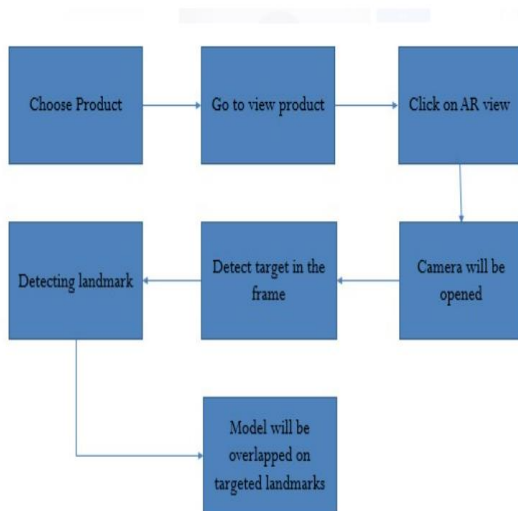 Choose Product
Go to view product
Click on AR view
Camera will be
opened
Detect target in the
frame
Detecting landmark
Model will be
overlapped on
targeted landmarks